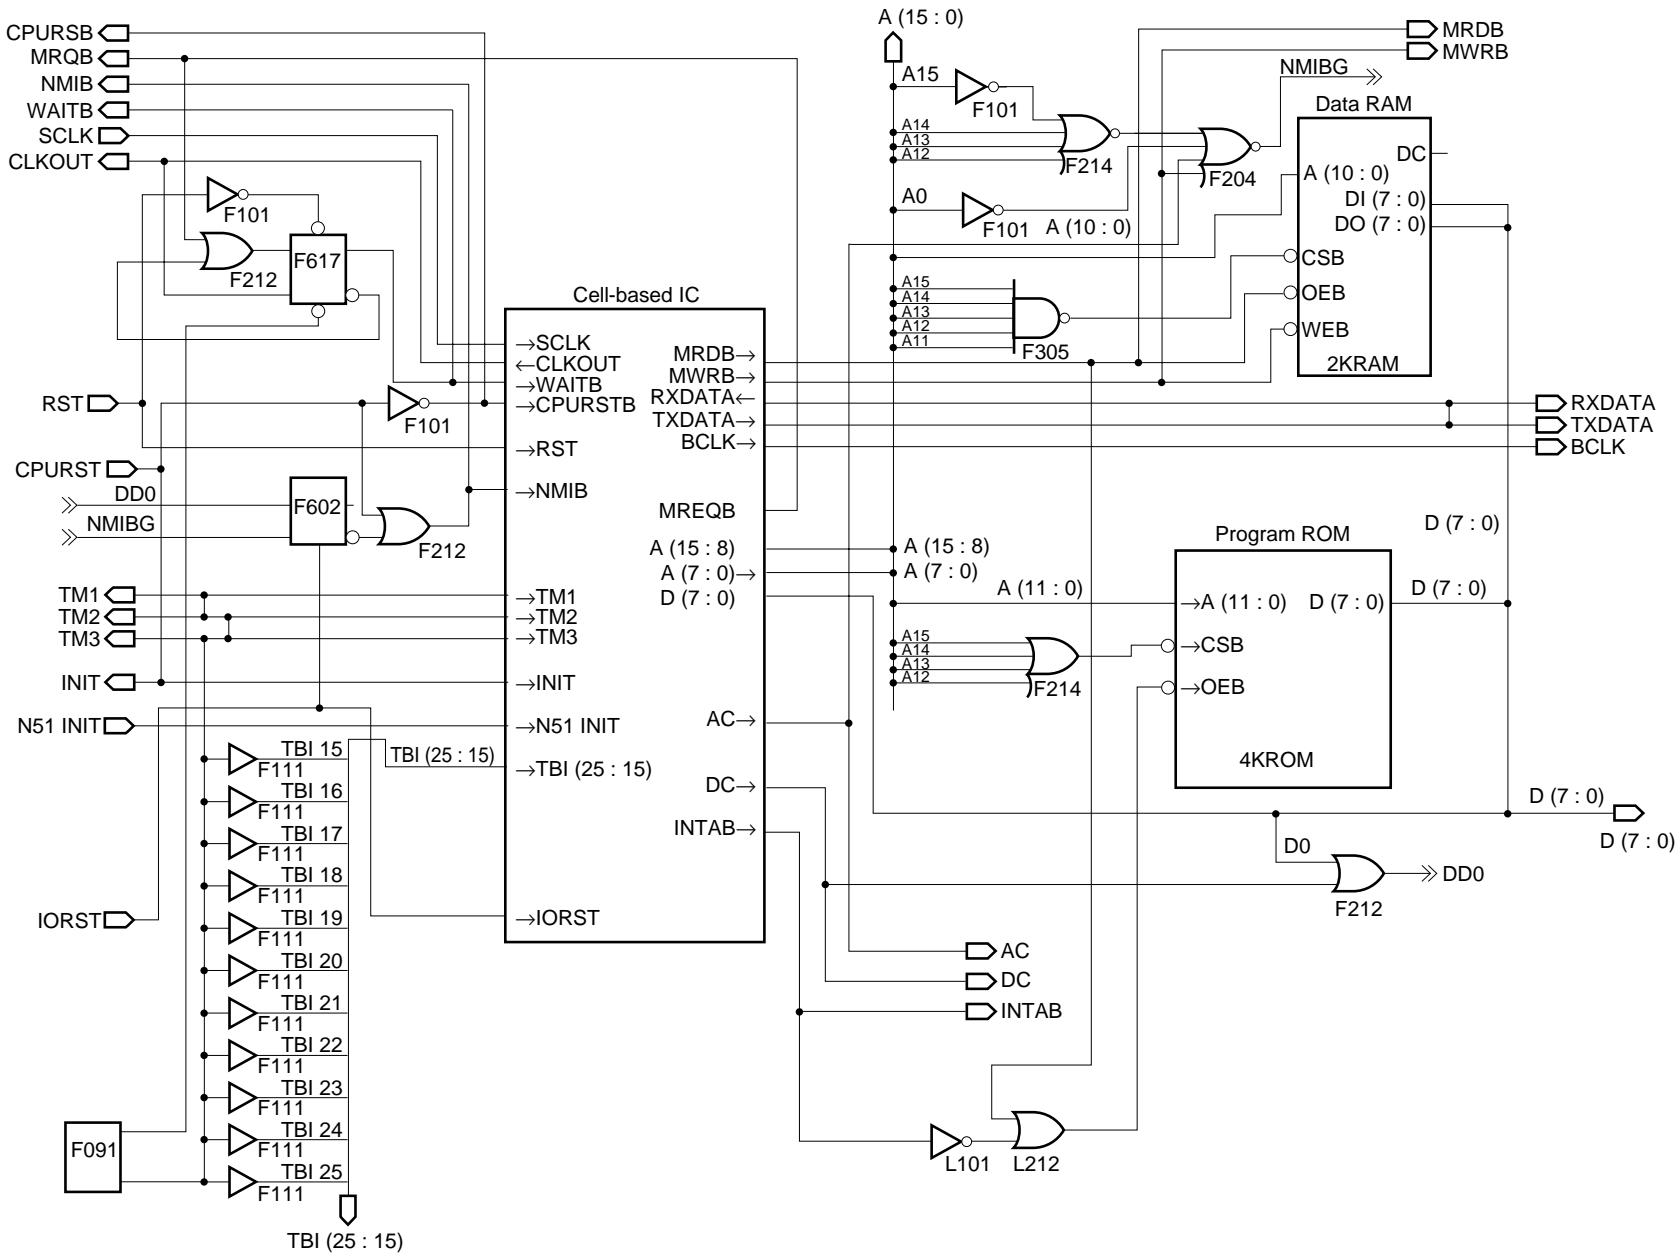 CPURSB
MRQB
NMIB
WAITB
SCLK
CLKOUT
F101
F212
F617
RST
F101
CPURST
DD0
NMIBG
F602
F212
TM1
TM2
TM3
INIT
N51 INIT
IORST
TBI 15
F111
TBI 16
F111
TBI 17
F111
TBI 18
F111
TBI 19
F111
TBI 20
F111
TBI 21
F111
TBI 22
F111
TBI 23
F111
TBI 24
F111
TBI 25
F111
F091
TBI (25 : 15)
TBI (25 : 15)
Cell-based IC
→SCLK
←CLKOUT
→WAITB
→CPURSTB
→RST
→NMIB
→TM1
→TM2
→TM3
→INIT
→N51 INIT
→TBI (25 : 15)
→IORST
MRDB→
MWRB→
RXDATA←
TXDATA→
BCLK→
MREQB
A (15 : 8)
A (7 : 0)→
D (7 : 0)
AC→
DC→
INTAB→
A (15 : 0)
A15
F101
A14
A13
A12
F214
F204
NMIBG
A0
F101
A (10 : 0)
A15
A14
A13
A12
A11
F305
MRDB
MWRB
Data RAM
DC
A (10 : 0)
DI (7 : 0)
DO (7 : 0)
CSB
OEB
WEB
2KRAM
RXDATA
TXDATA
BCLK
A (15 : 8)
A (7 : 0)
A (11 : 0)
A15
A14
A13
A12
F214
Program ROM
→A (11 : 0)
D (7 : 0)
→CSB
→OEB
4KROM
D (7 : 0)
D (7 : 0)
D (7 : 0)
D (7 : 0)
D0
F212
DD0
AC
DC
INTAB
L101
L212